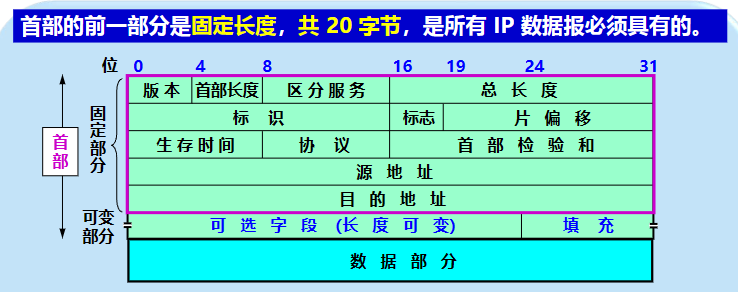 首部的前一部分是固定长度，共 20 字节，是所有 IP 数据报必须具有的。
位 0 4 8 16 19 24 31
版本 首部长度 区分服务 总长度
标识 标志 片偏移
生存时间 协议 首部检验和
源地址
目的地址
可选字段 (长度可变) 填充
数据部分
首部
固定部分
可变部分